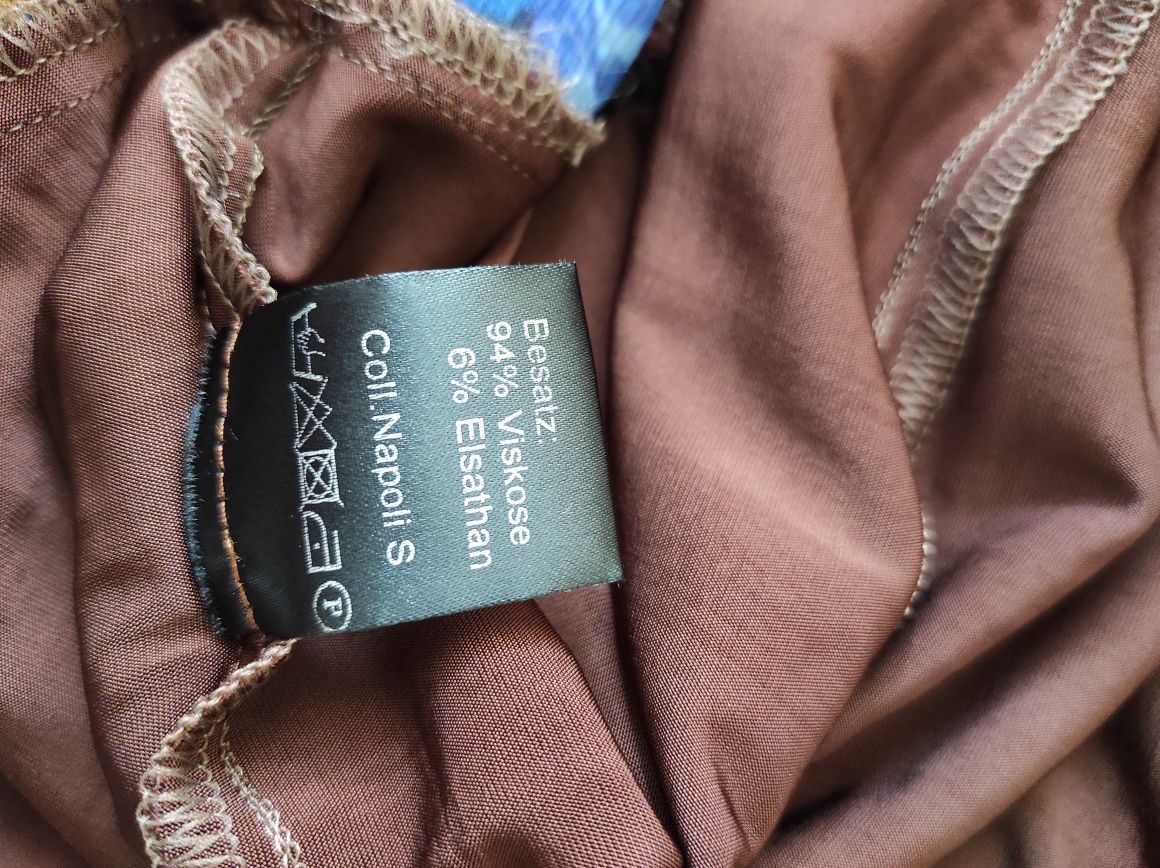 Besatz:
94% Viskose
6% Elsathan
Coll.Napoli S
P